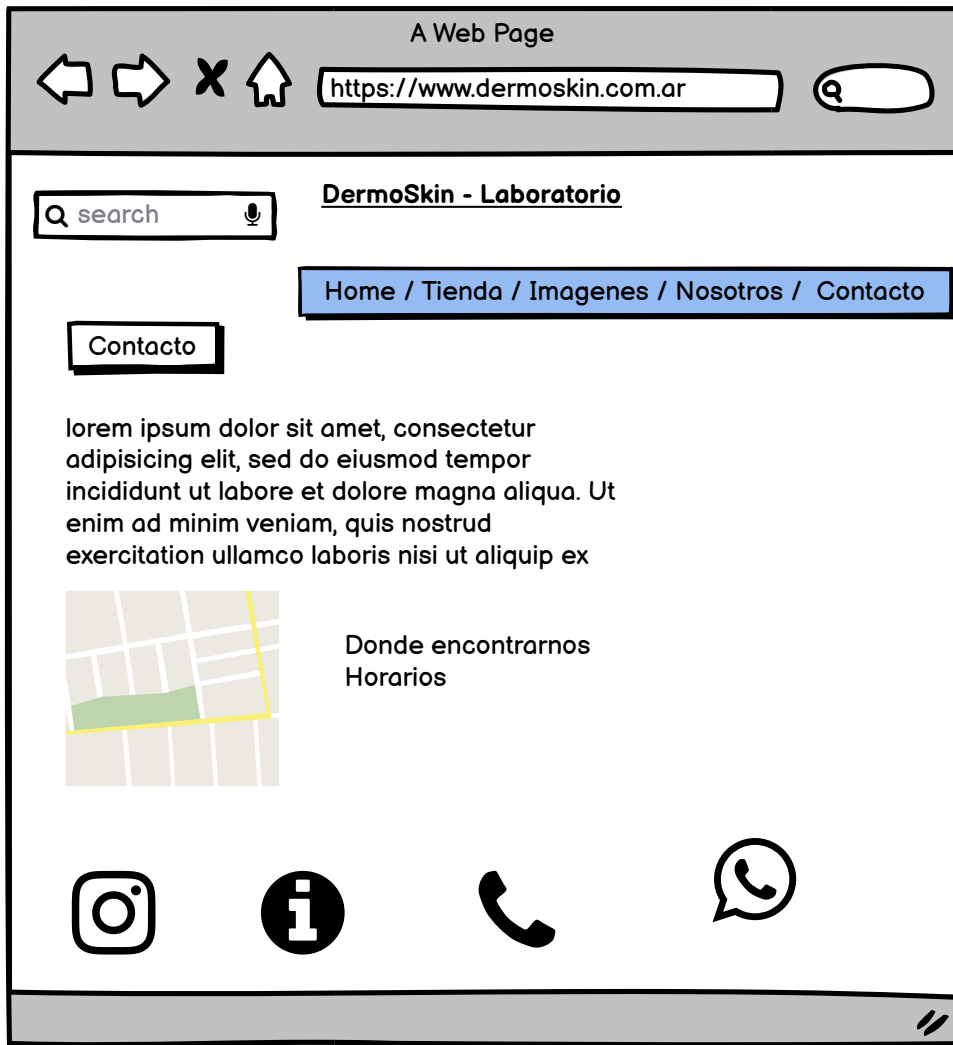 A Web Page
https://www.dermoskin.com.ar
search
DermoSkin - Laboratorio
Home / Tienda / Imagenes / Nosotros / Contacto
Contacto
lorem ipsum dolor sit amet, consectetur
adipisicing elit, sed do eiusmod tempor
incididunt ut labore et dolore magna aliqua. Ut
enim ad minim veniam, quis nostrud
exercitation ullamco laboris nisi ut aliquip ex
Donde encontrarnos
Horarios